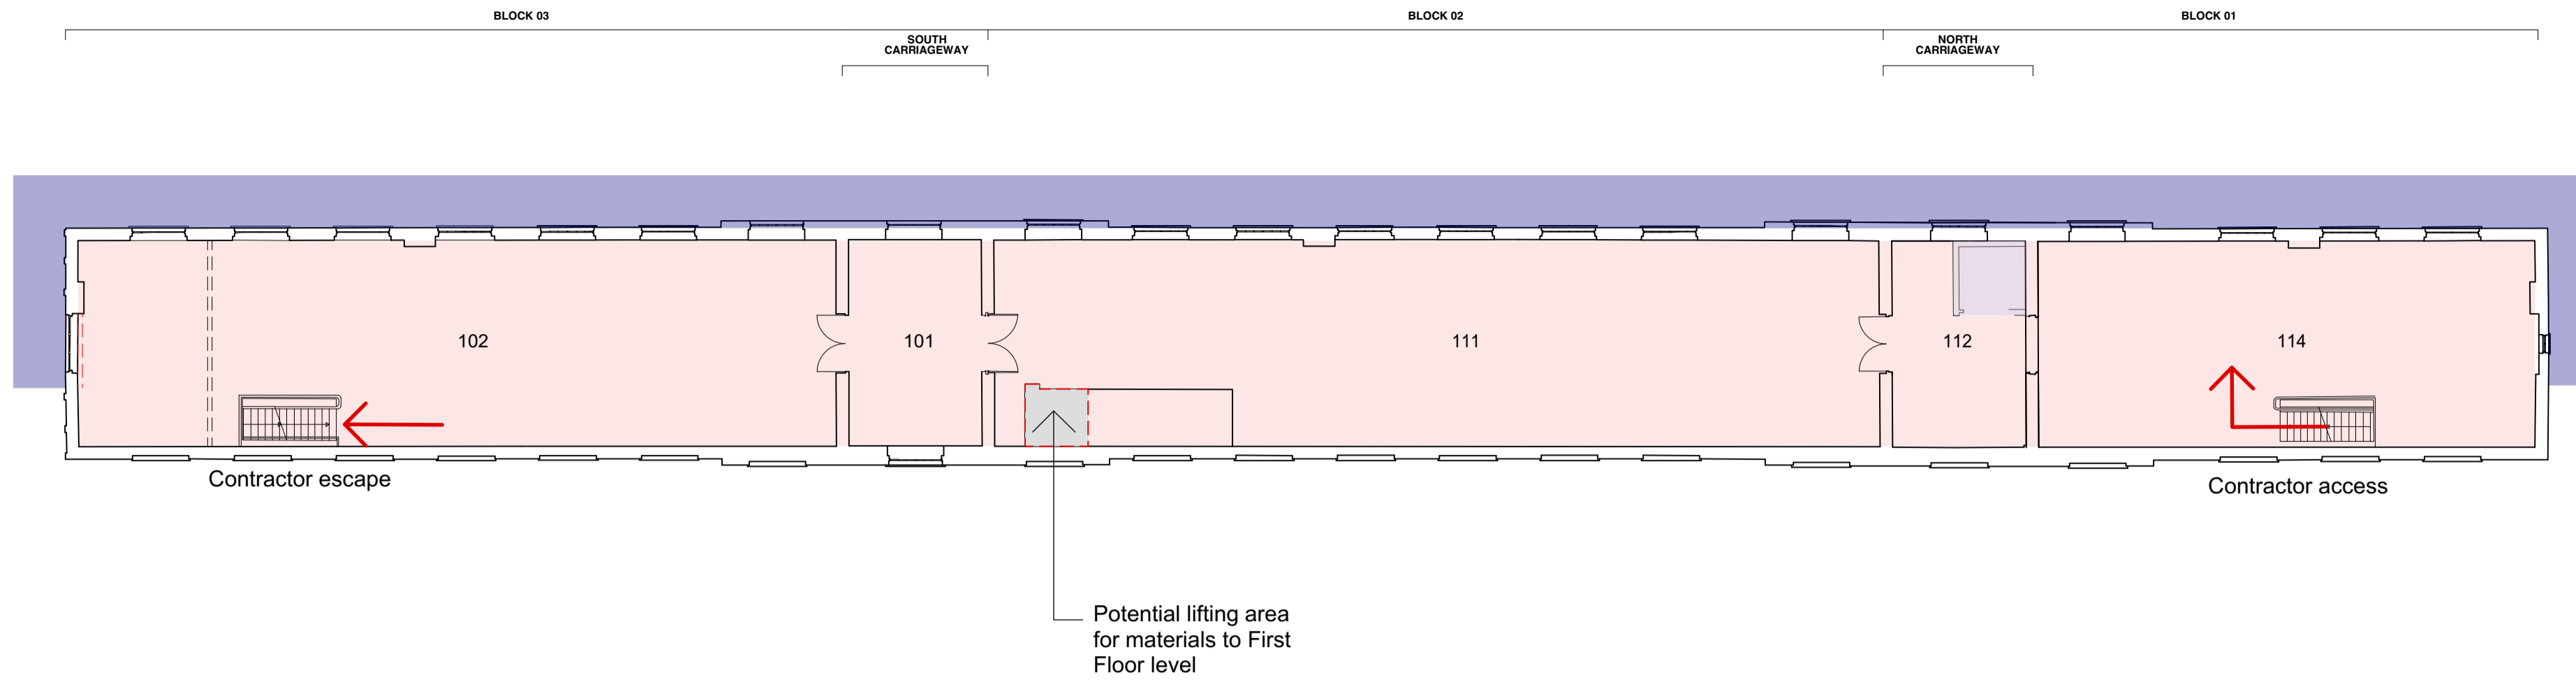 BLOCK 03
BLOCK 02
BLOCK 01
SOUTH
CARRIAGEWAY
NORTH
CARRIAGEWAY
102
101
111
112
114
Contractor escape
Contractor access
Potential lifting area
for materials to First
Floor level